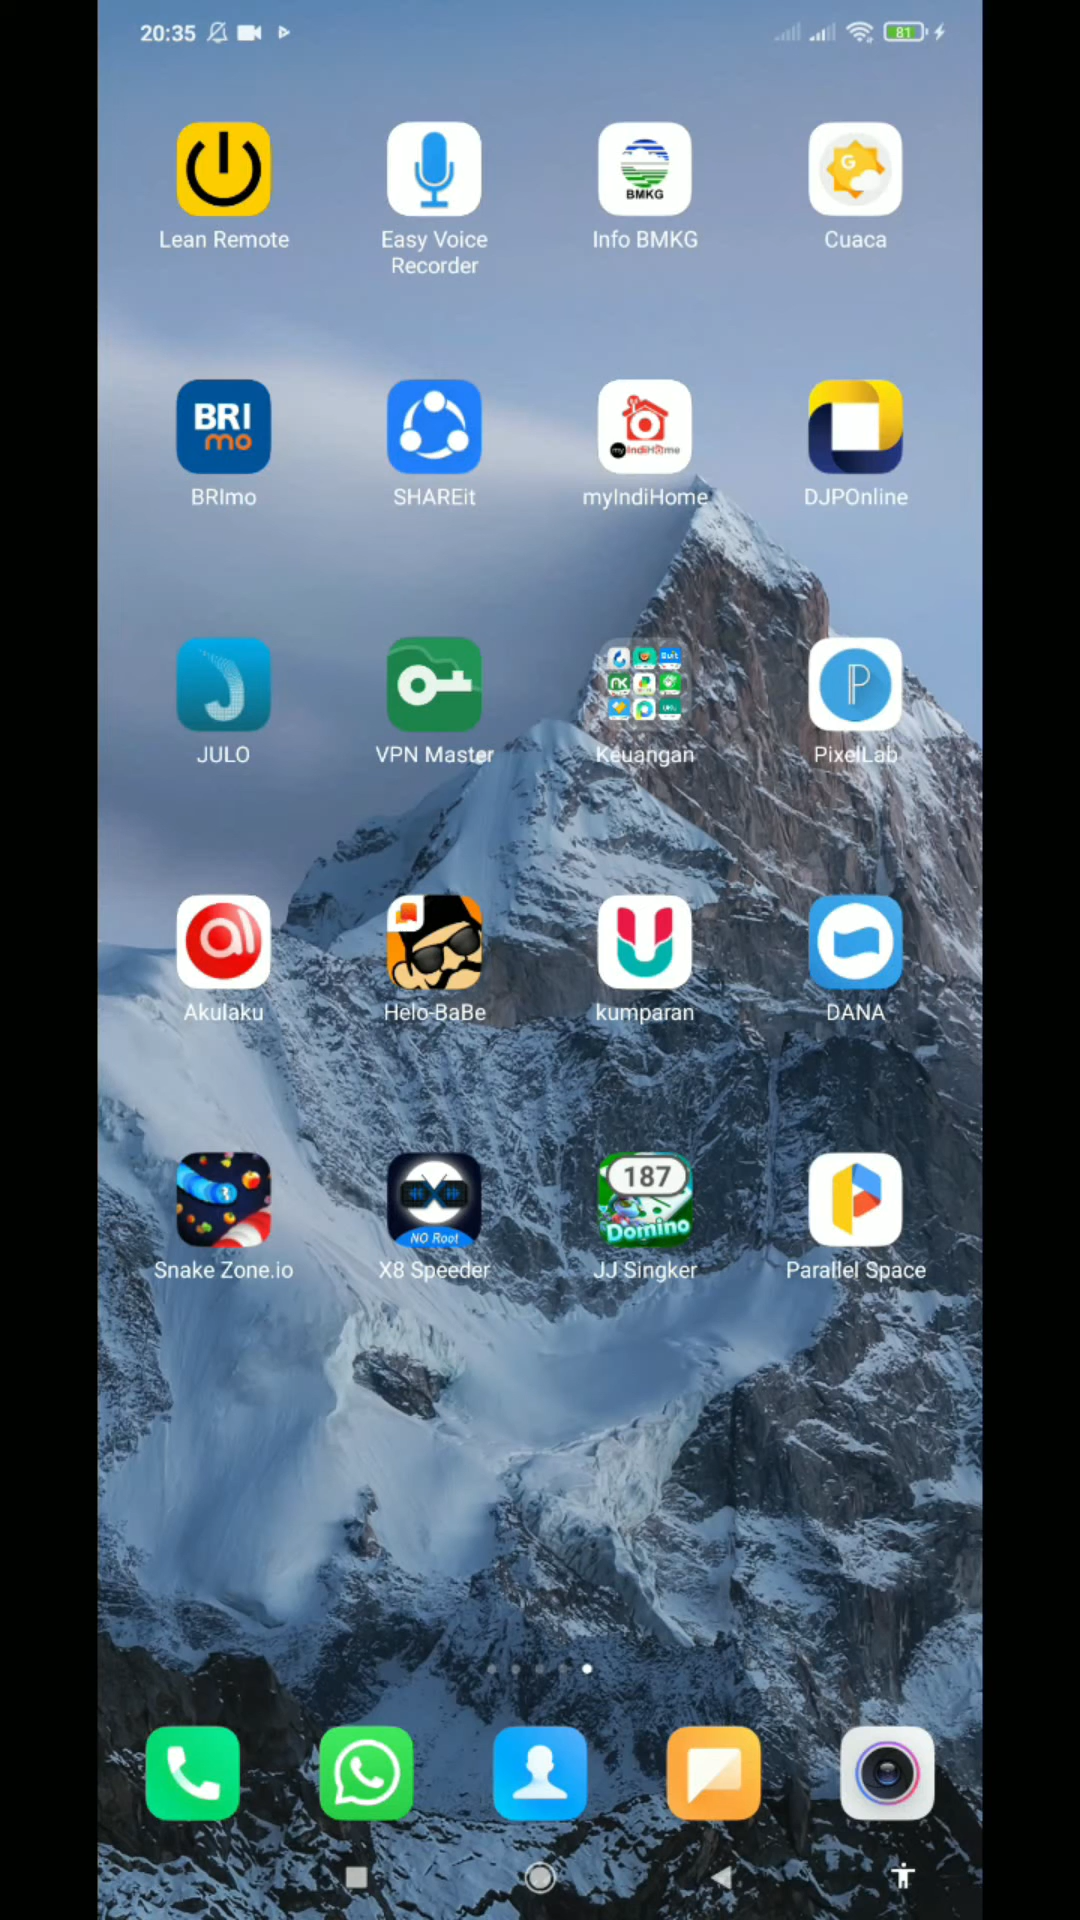 20:35
81
BMKG
G
Lean Remote
Easy Voice
Recorder
Info BMKG
Cuaca
BRI
mo
my IndiHome
BRImo
SHAREit
myIndiHome
DJPOnline
JULO
VPN Master
Keuangan
PixelLab
Akulaku
Helo-BaBe
kumparan
DANA
187
NO Root
Domino
Snake Zone.io
X8 Speeder
JJ Singker
Parallel Space